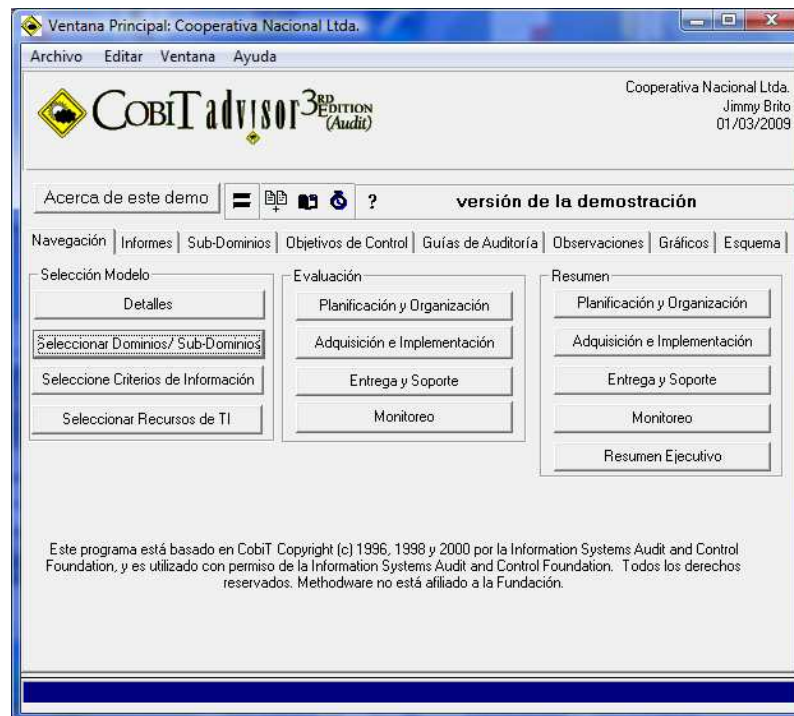 Ventana Principal: Cooperativa Nacional Ltda.
Archivo Editar Ventana Ayuda
COBIT advisor 3RD EDITION (Audit)
Cooperativa Nacional Ltda.
Jimmy Brito
01/03/2009
Acerca de este demo ? versión de la demostración
Navegación Informes Sub-Dominios Objetivos de Control Guías de Auditoría Observaciones Gráficos Esquema
Selección Modelo
Detalles
Seleccionar Dominios/ Sub-Dominios
Seleccione Criterios de Información
Seleccionar Recursos de TI
Evaluación
Planificación y Organización
Adquisición e Implementación
Entrega y Soporte
Monitoreo
Resumen
Planificación y Organización
Adquisición e Implementación
Entrega y Soporte
Monitoreo
Resumen Ejecutivo
Este programa está basado en CobiT Copyright (c) 1996, 1998 y 2000 por la Information Systems Audit and Control
Foundation, y es utilizado con permiso de la Information Systems Audit and Control Foundation. Todos los derechos
reservados. Methodware no está afiliado a la Fundación.